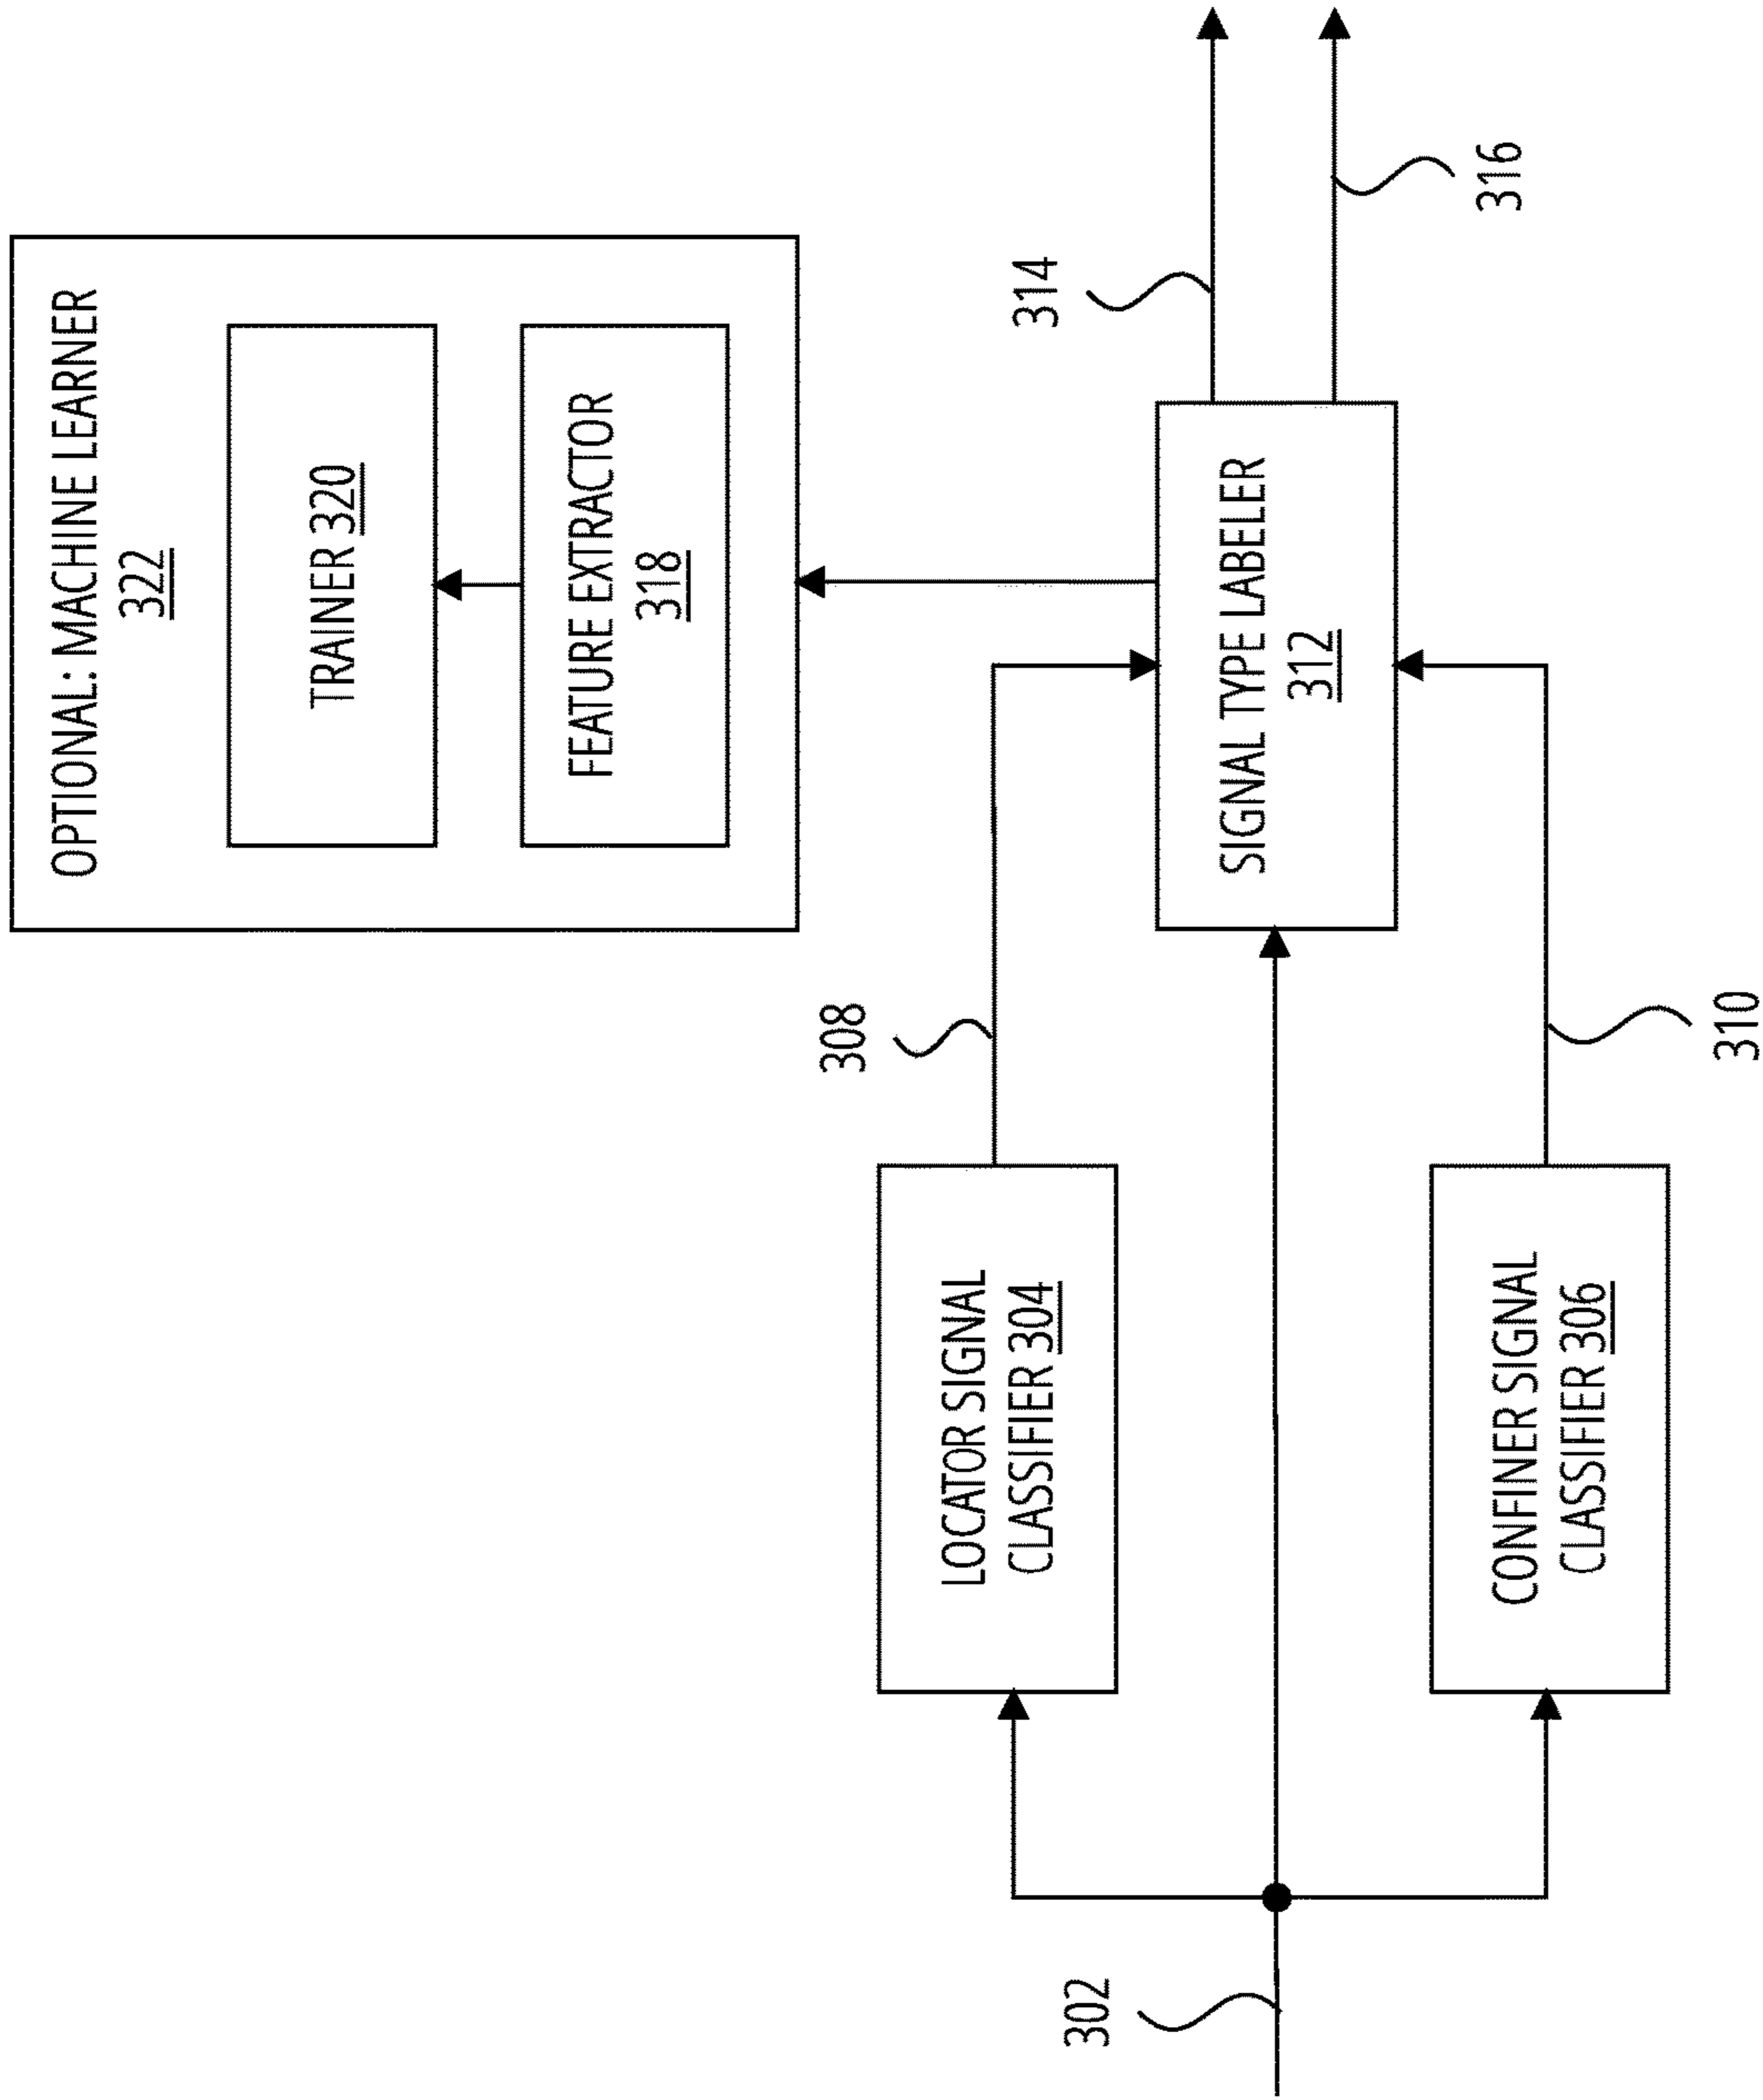 OPTIONAL: MACHINE LEARNER
322
TRAINER 320
FEATURE EXTRACTOR
318
308
314
LOCATOR SIGNAL
CLASSIFIER 304
302
SIGNAL TYPE LABELER
312
316
CONFINER SIGNAL
CLASSIFIER 306
310